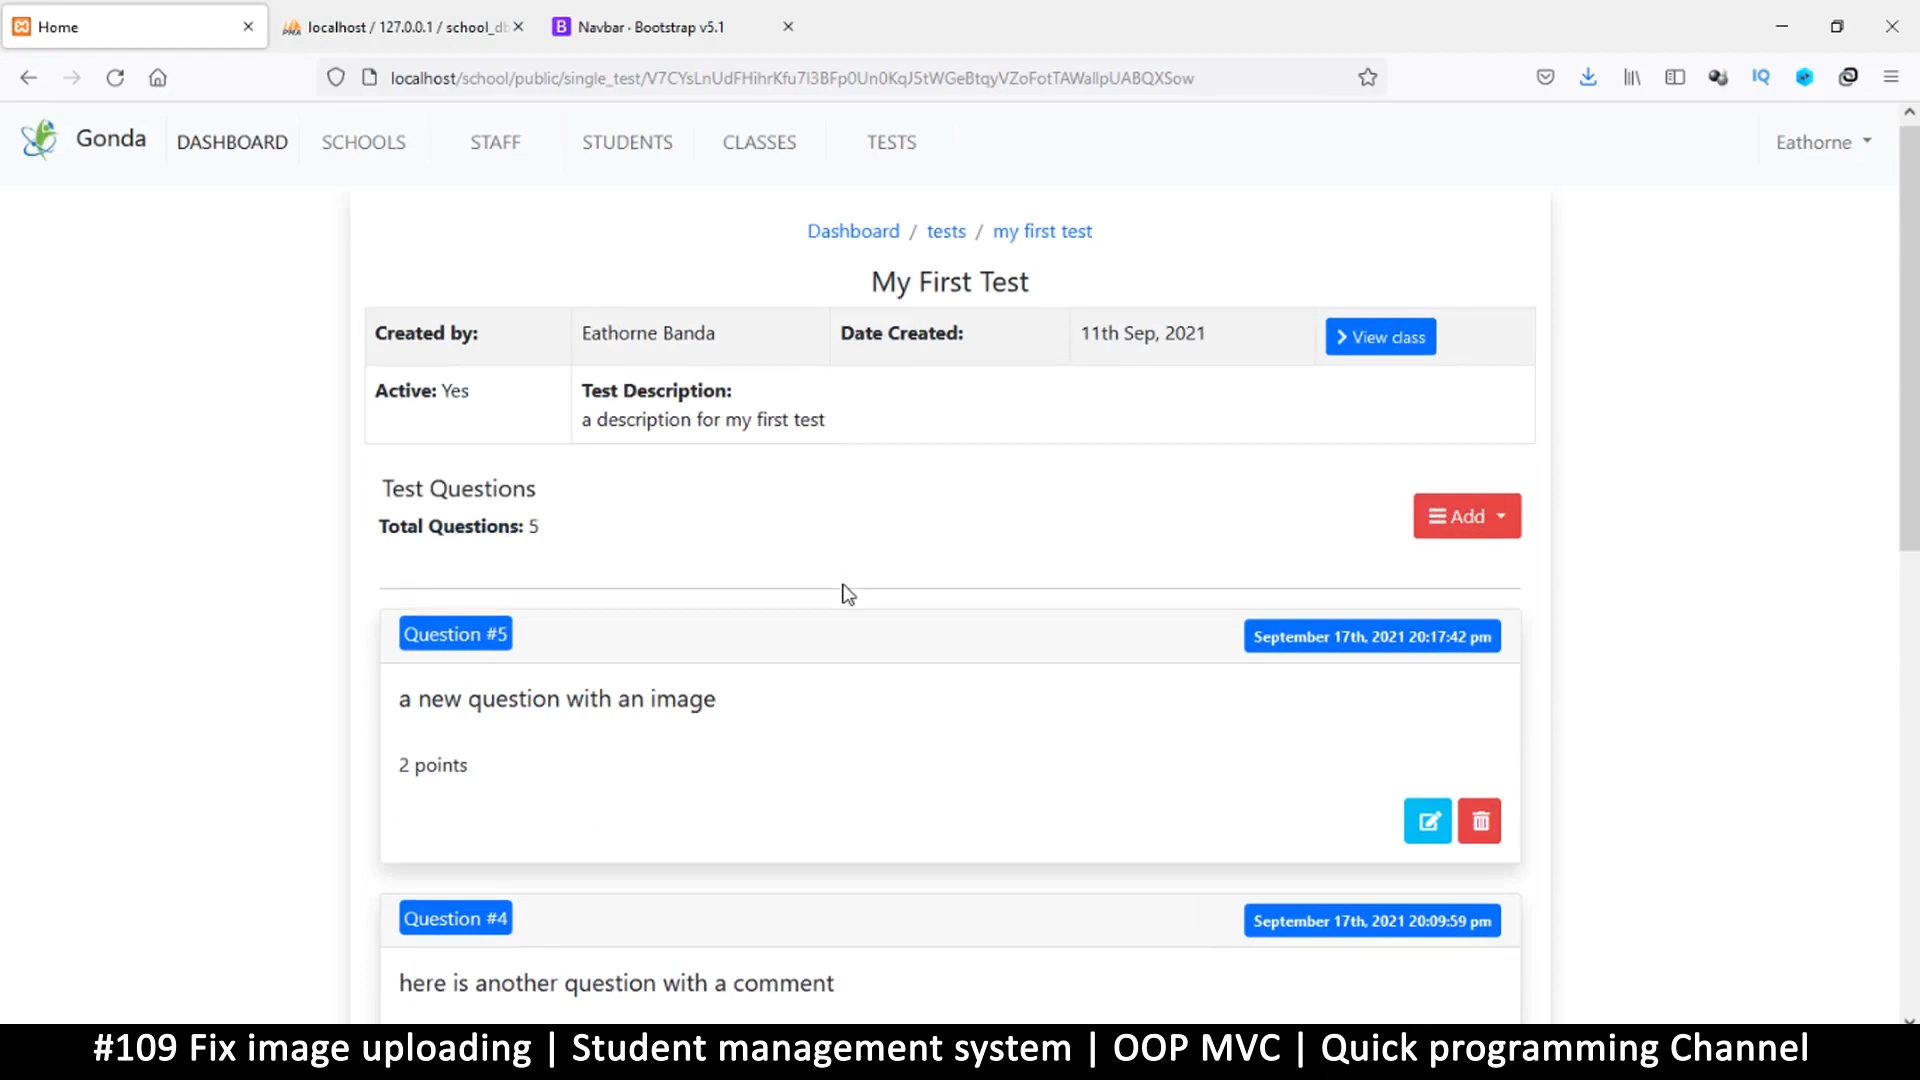 Home
localhost / 127.0.0.1 / school_db
Navbar · Bootstrap v5.1
localhost/school/public/single_test/V7CYsLnUdFHihrKfu7I3BFp0Un0KqJ5tWGeBtqyVZoFotTAWallpUABQXSow
IQ
Gonda
DASHBOARD
SCHOOLS
STAFF
STUDENTS
CLASSES
TESTS
Eathorne
Dashboard / tests / my first test
My First Test
Created by: Eathorne Banda Date Created: 11th Sep, 2021 View class
Active: Yes
Test Description:
a description for my first test
Test Questions
Total Questions: 5
Add
Question #5
September 17th, 2021 20:17:42 pm
a new question with an image
2 points
Question #4
September 17th, 2021 20:09:59 pm
here is another question with a comment
#109 Fix image uploading | Student management system | OOP MVC | Quick programming Channel